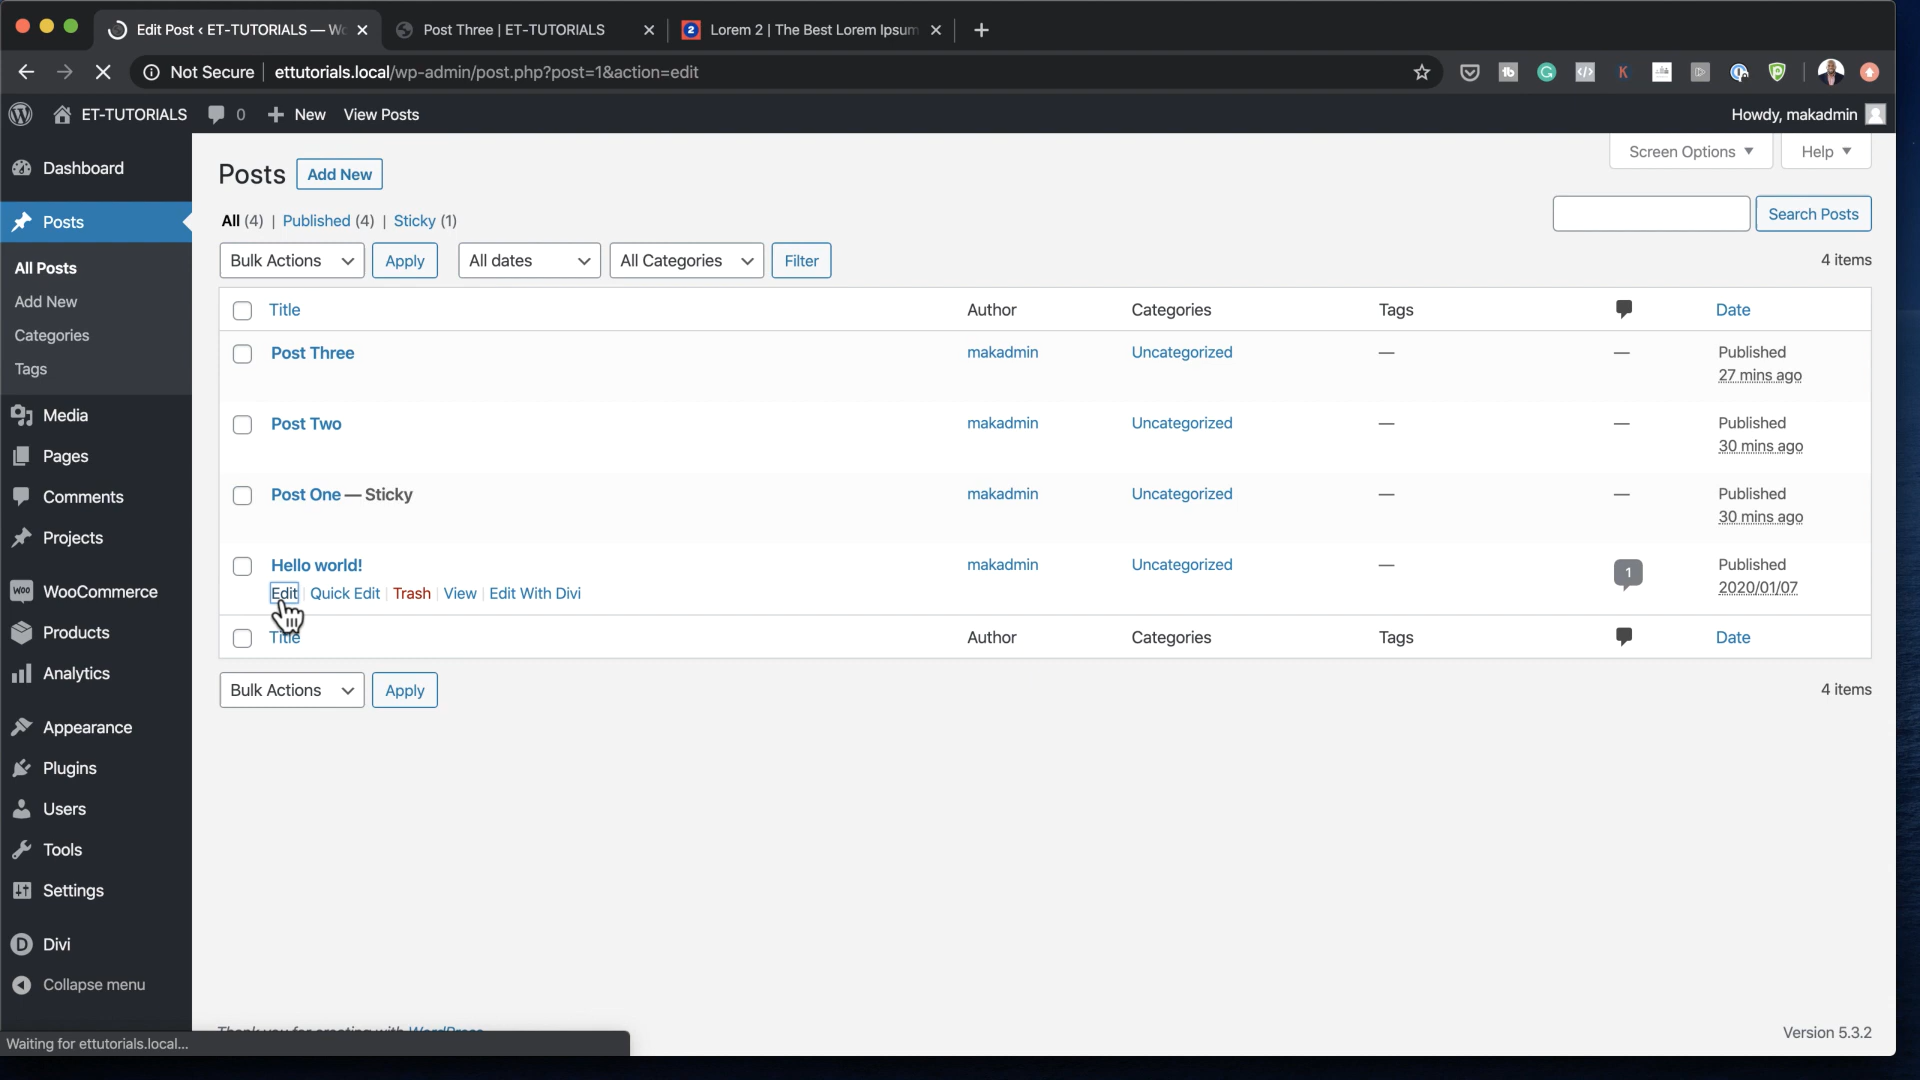 Edit Post ‹ ET-TUTORIALS — Wo
Post Three | ET-TUTORIALS
2 Lorem 2 | The Best Lorem Ipsum
Not Secure ettutorials.local/wp-admin/post.php?post=1&action=edit
ET-TUTORIALS 0 New View Posts Howdy, makadmin
Dashboard
Posts
All Posts
Add New
Categories
Tags
Media
Pages
Comments
Projects
WooCommerce
Products
Analytics
Appearance
Plugins
Users
Tools
Settings
Divi
Collapse menu
Screen Options Help
Posts Add New
All (4) | Published (4) | Sticky (1)
Search Posts
Bulk Actions Apply All dates All Categories Filter 4 items
Title Author Categories Tags Date
Post Three makadmin Uncategorized — — Published
27 mins ago
Post Two makadmin Uncategorized — — Published
30 mins ago
Post One — Sticky makadmin Uncategorized — — Published
30 mins ago
Hello world! makadmin Uncategorized — 1 Published
2020/01/07
Edit | Quick Edit | Trash | View | Edit With Divi
Title Author Categories Tags Date
Bulk Actions Apply 4 items
Version 5.3.2
Waiting for ettutorials.local...